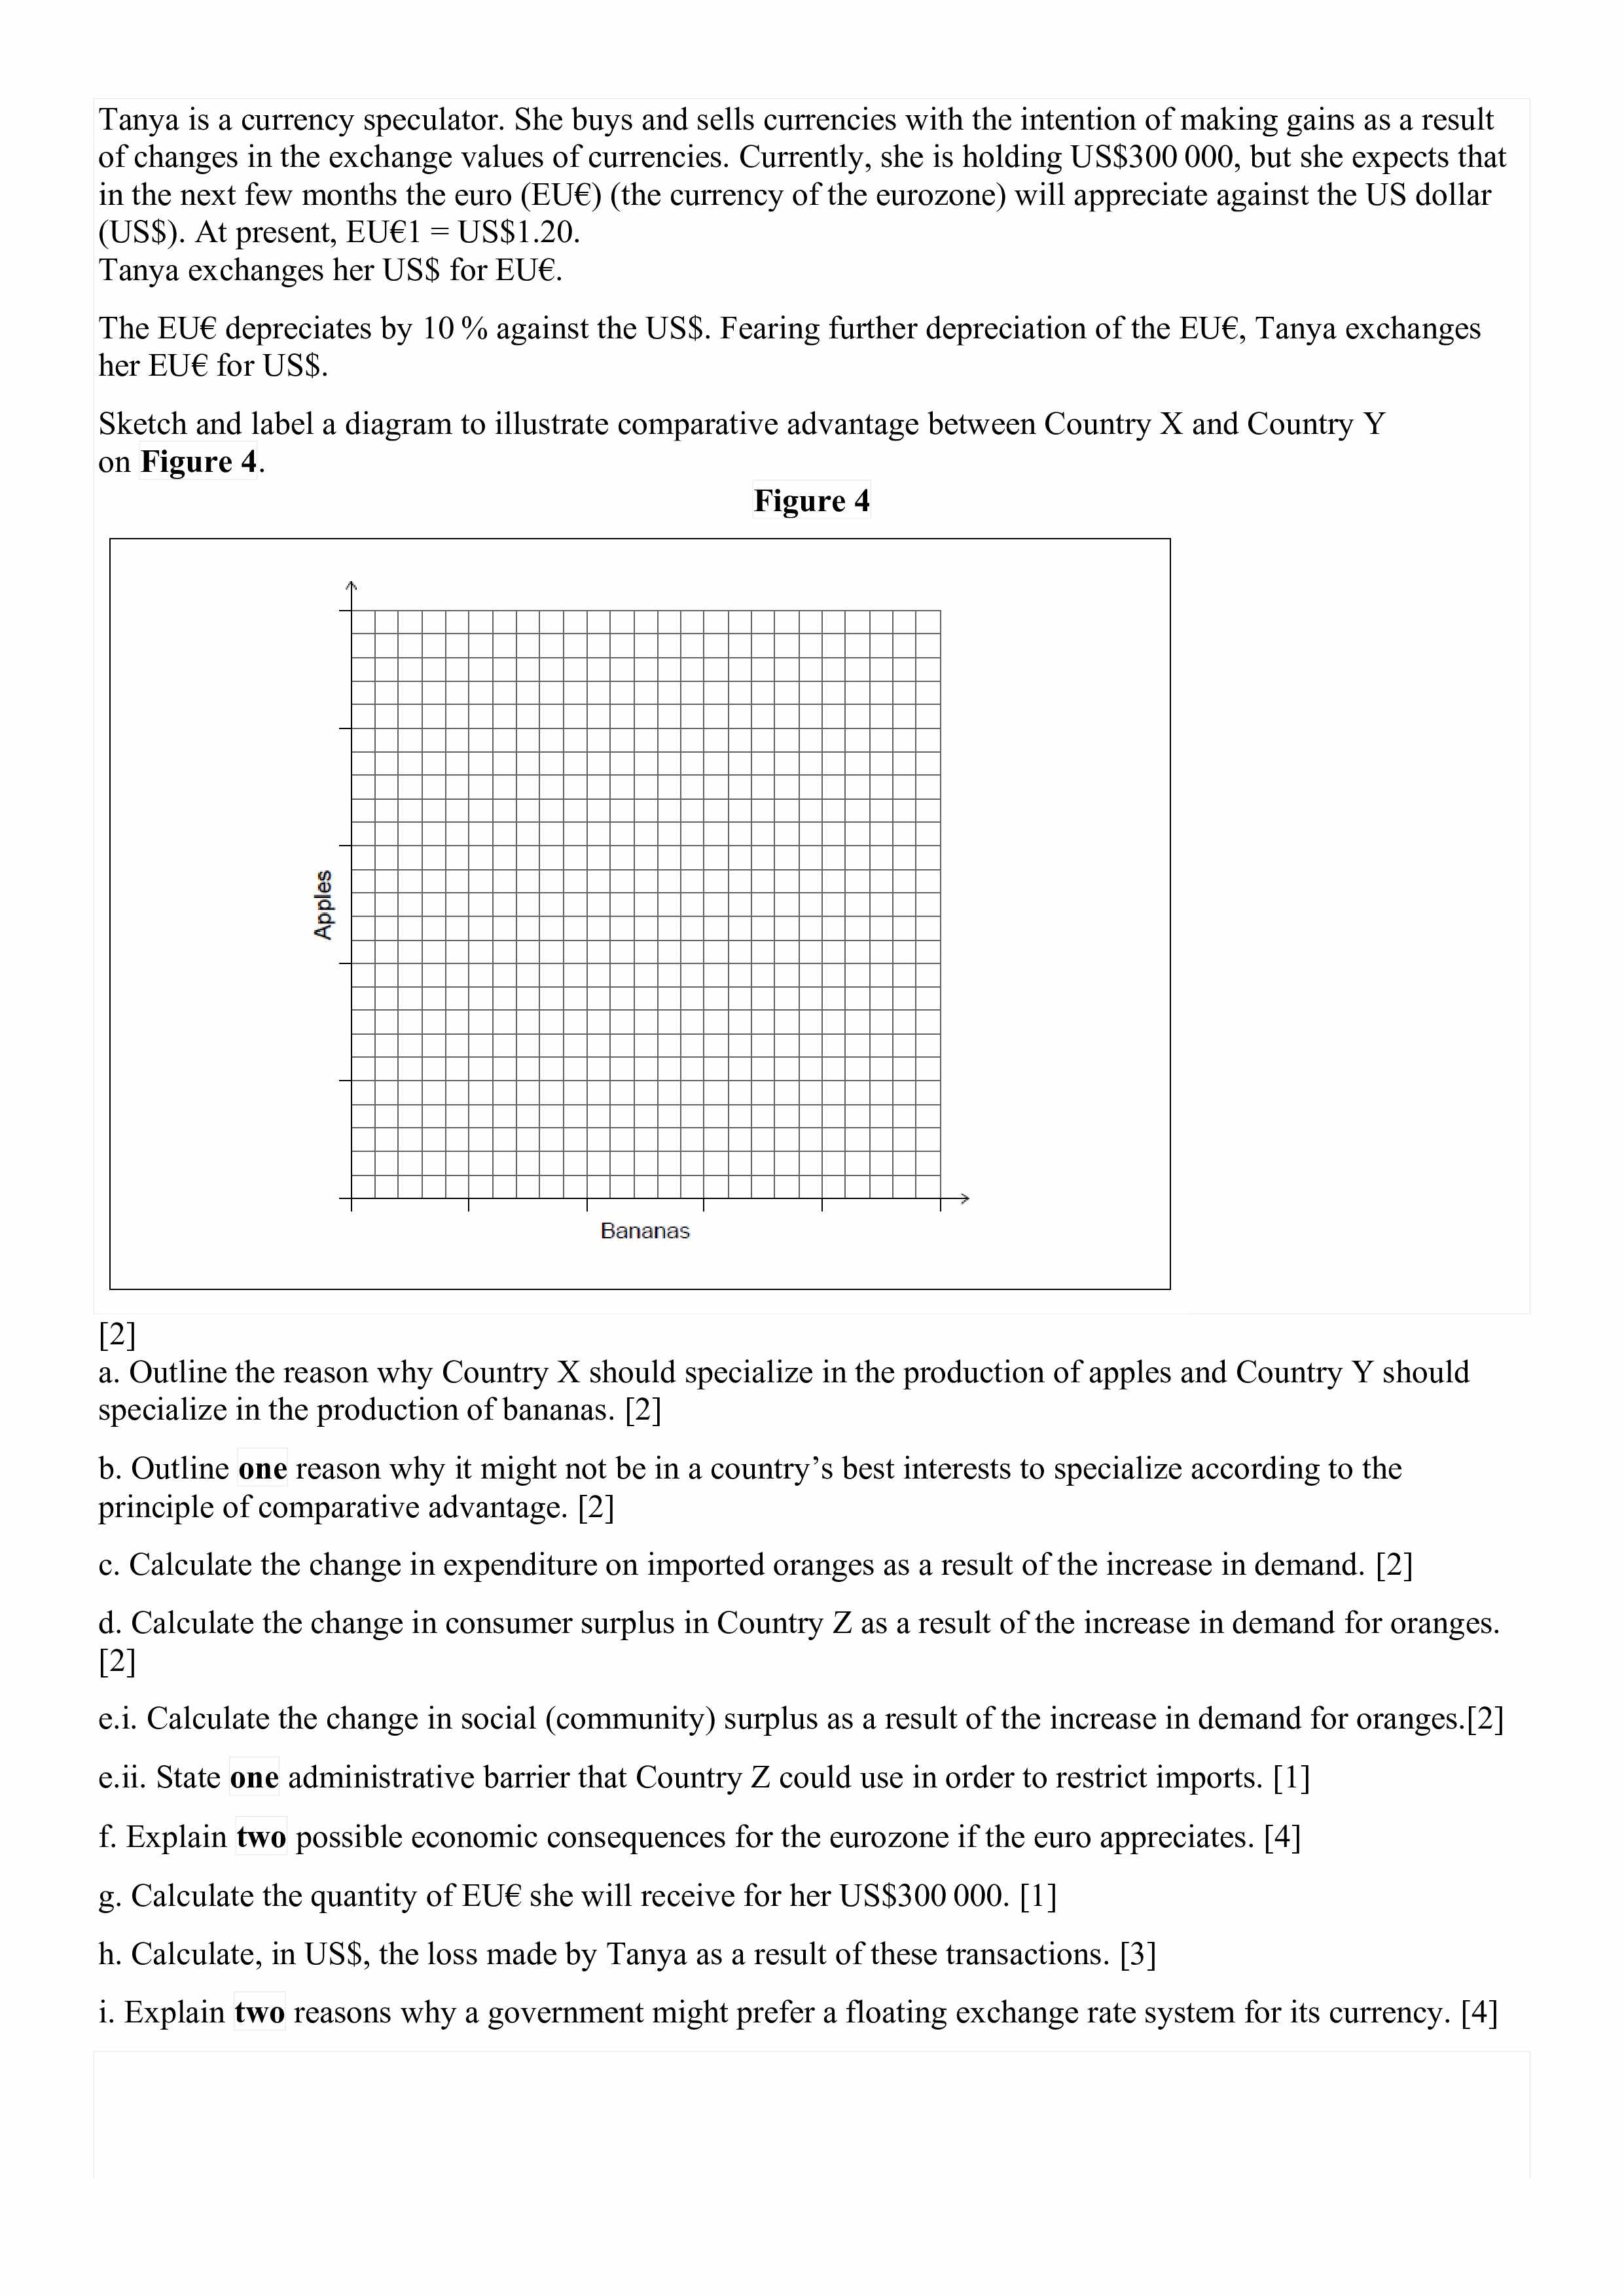 Tanya is a currency speculator. She buys and sells currencies with the intention of making gains as a result
of changes in the exchange values of currencies. Currently, she is holding US$300 000, but she expects that
in the next few months the euro (EU€) (the currency of the eurozone) will appreciate against the US dollar
(US$). At present, EU€1 = US$1.20.
Tanya exchanges her US$ for EU€.
The EU€ depreciates by 10 % against the US$. Fearing further depreciation of the EU€, Tanya exchanges
her EU€ for US$.
Sketch and label a diagram to illustrate comparative advantage between Country X and Country Y
on Figure 4.
Figure 4
Apples
Bananas
[2]
a. Outline the reason why Country X should specialize in the production of apples and Country Y should
specialize in the production of bananas. [2]
b. Outline one reason why it might not be in a country’s best interests to specialize according to the
principle of comparative advantage. [2]
c. Calculate the change in expenditure on imported oranges as a result of the increase in demand. [2]
d. Calculate the change in consumer surplus in Country Z as a result of the increase in demand for oranges.
[2]
e.i. Calculate the change in social (community) surplus as a result of the increase in demand for oranges.[2]
e.ii. State one administrative barrier that Country Z could use in order to restrict imports. [1]
f. Explain two possible economic consequences for the eurozone if the euro appreciates. [4]
g. Calculate the quantity of EU€ she will receive for her US$300 000. [1]
h. Calculate, in US$, the loss made by Tanya as a result of these transactions. [3]
i. Explain two reasons why a government might prefer a floating exchange rate system for its currency. [4]